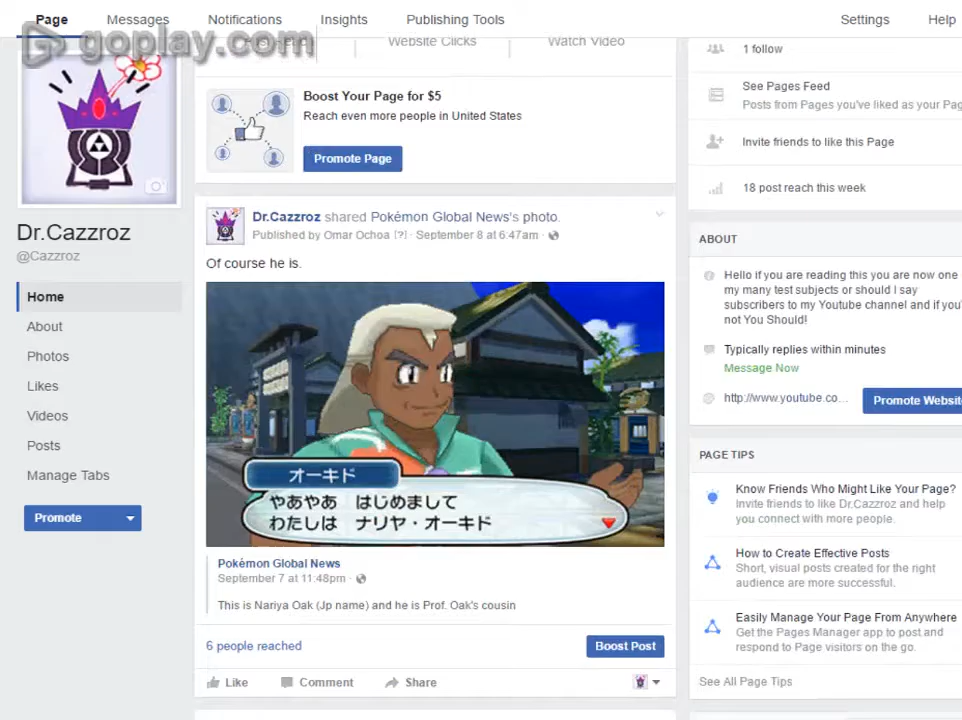 Page
Messages
Notifications
Insights
Publishing Tools
Settings
Help
goplay.com
Website Clicks
Watch Video
1 follow
See Pages Feed
Posts from Pages you've liked as your Pag
Invite friends to like this Page
18 post reach this week
Boost Your Page for $5
Reach even more people in United States
Promote Page
Dr.Cazzroz
@Cazzroz
Home
About
Photos
Likes
Videos
Posts
Manage Tabs
Promote
Dr.Cazzroz shared Pokémon Global News's photo.
Published by Omar Ochoa [?] · September 8 at 6:47am ·
Of course he is.
オーキド
やあやあ はじめまして
わたしは ナリヤ・オーキド
Pokémon Global News
September 7 at 11:48pm ·
This is Nariya Oak (Jp name) and he is Prof. Oak's cousin
6 people reached
Boost Post
Like
Comment
Share
ABOUT
Hello if you are reading this you are now one
my many test subjects or should I say
subscribers to my Youtube channel and if you'
not You Should!
Typically replies within minutes
Message Now
http://www.youtube.co...
Promote Websit
PAGE TIPS
Know Friends Who Might Like Your Page?
Invite friends to like Dr.Cazzroz and help
you connect with more people.
How to Create Effective Posts
Short, visual posts created for the right
audience are more successful.
Easily Manage Your Page From Anywhere
Get the Pages Manager app to post and
respond to Page visitors on the go.
See All Page Tips